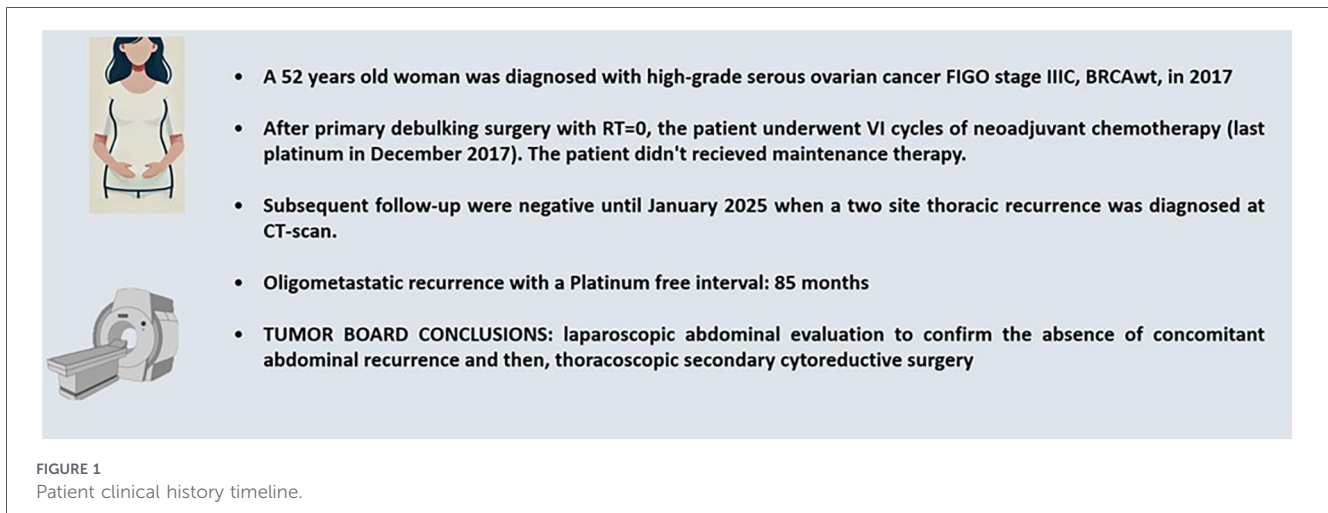 • A 52 years old woman was diagnosed with high-grade serous ovarian cancer FIGO stage IIIC, BRCAwt, in 2017
• After primary debulking surgery with RT=0, the patient underwent VI cycles of neoadjuvant chemotherapy (last
platinum in December 2017). The patient didn't recieved maintenance therapy.
• Subsequent follow-up were negative until January 2025 when a two site thoracic recurrence was diagnosed at
CT-scan.
• Oligometastatic recurrence with a Platinum free interval: 85 months
• TUMOR BOARD CONCLUSIONS: laparoscopic abdominal evaluation to confirm the absence of concomitant
abdominal recurrence and then, thoracoscopic secondary cytoreductive surgery
FIGURE 1
Patient clinical history timeline.